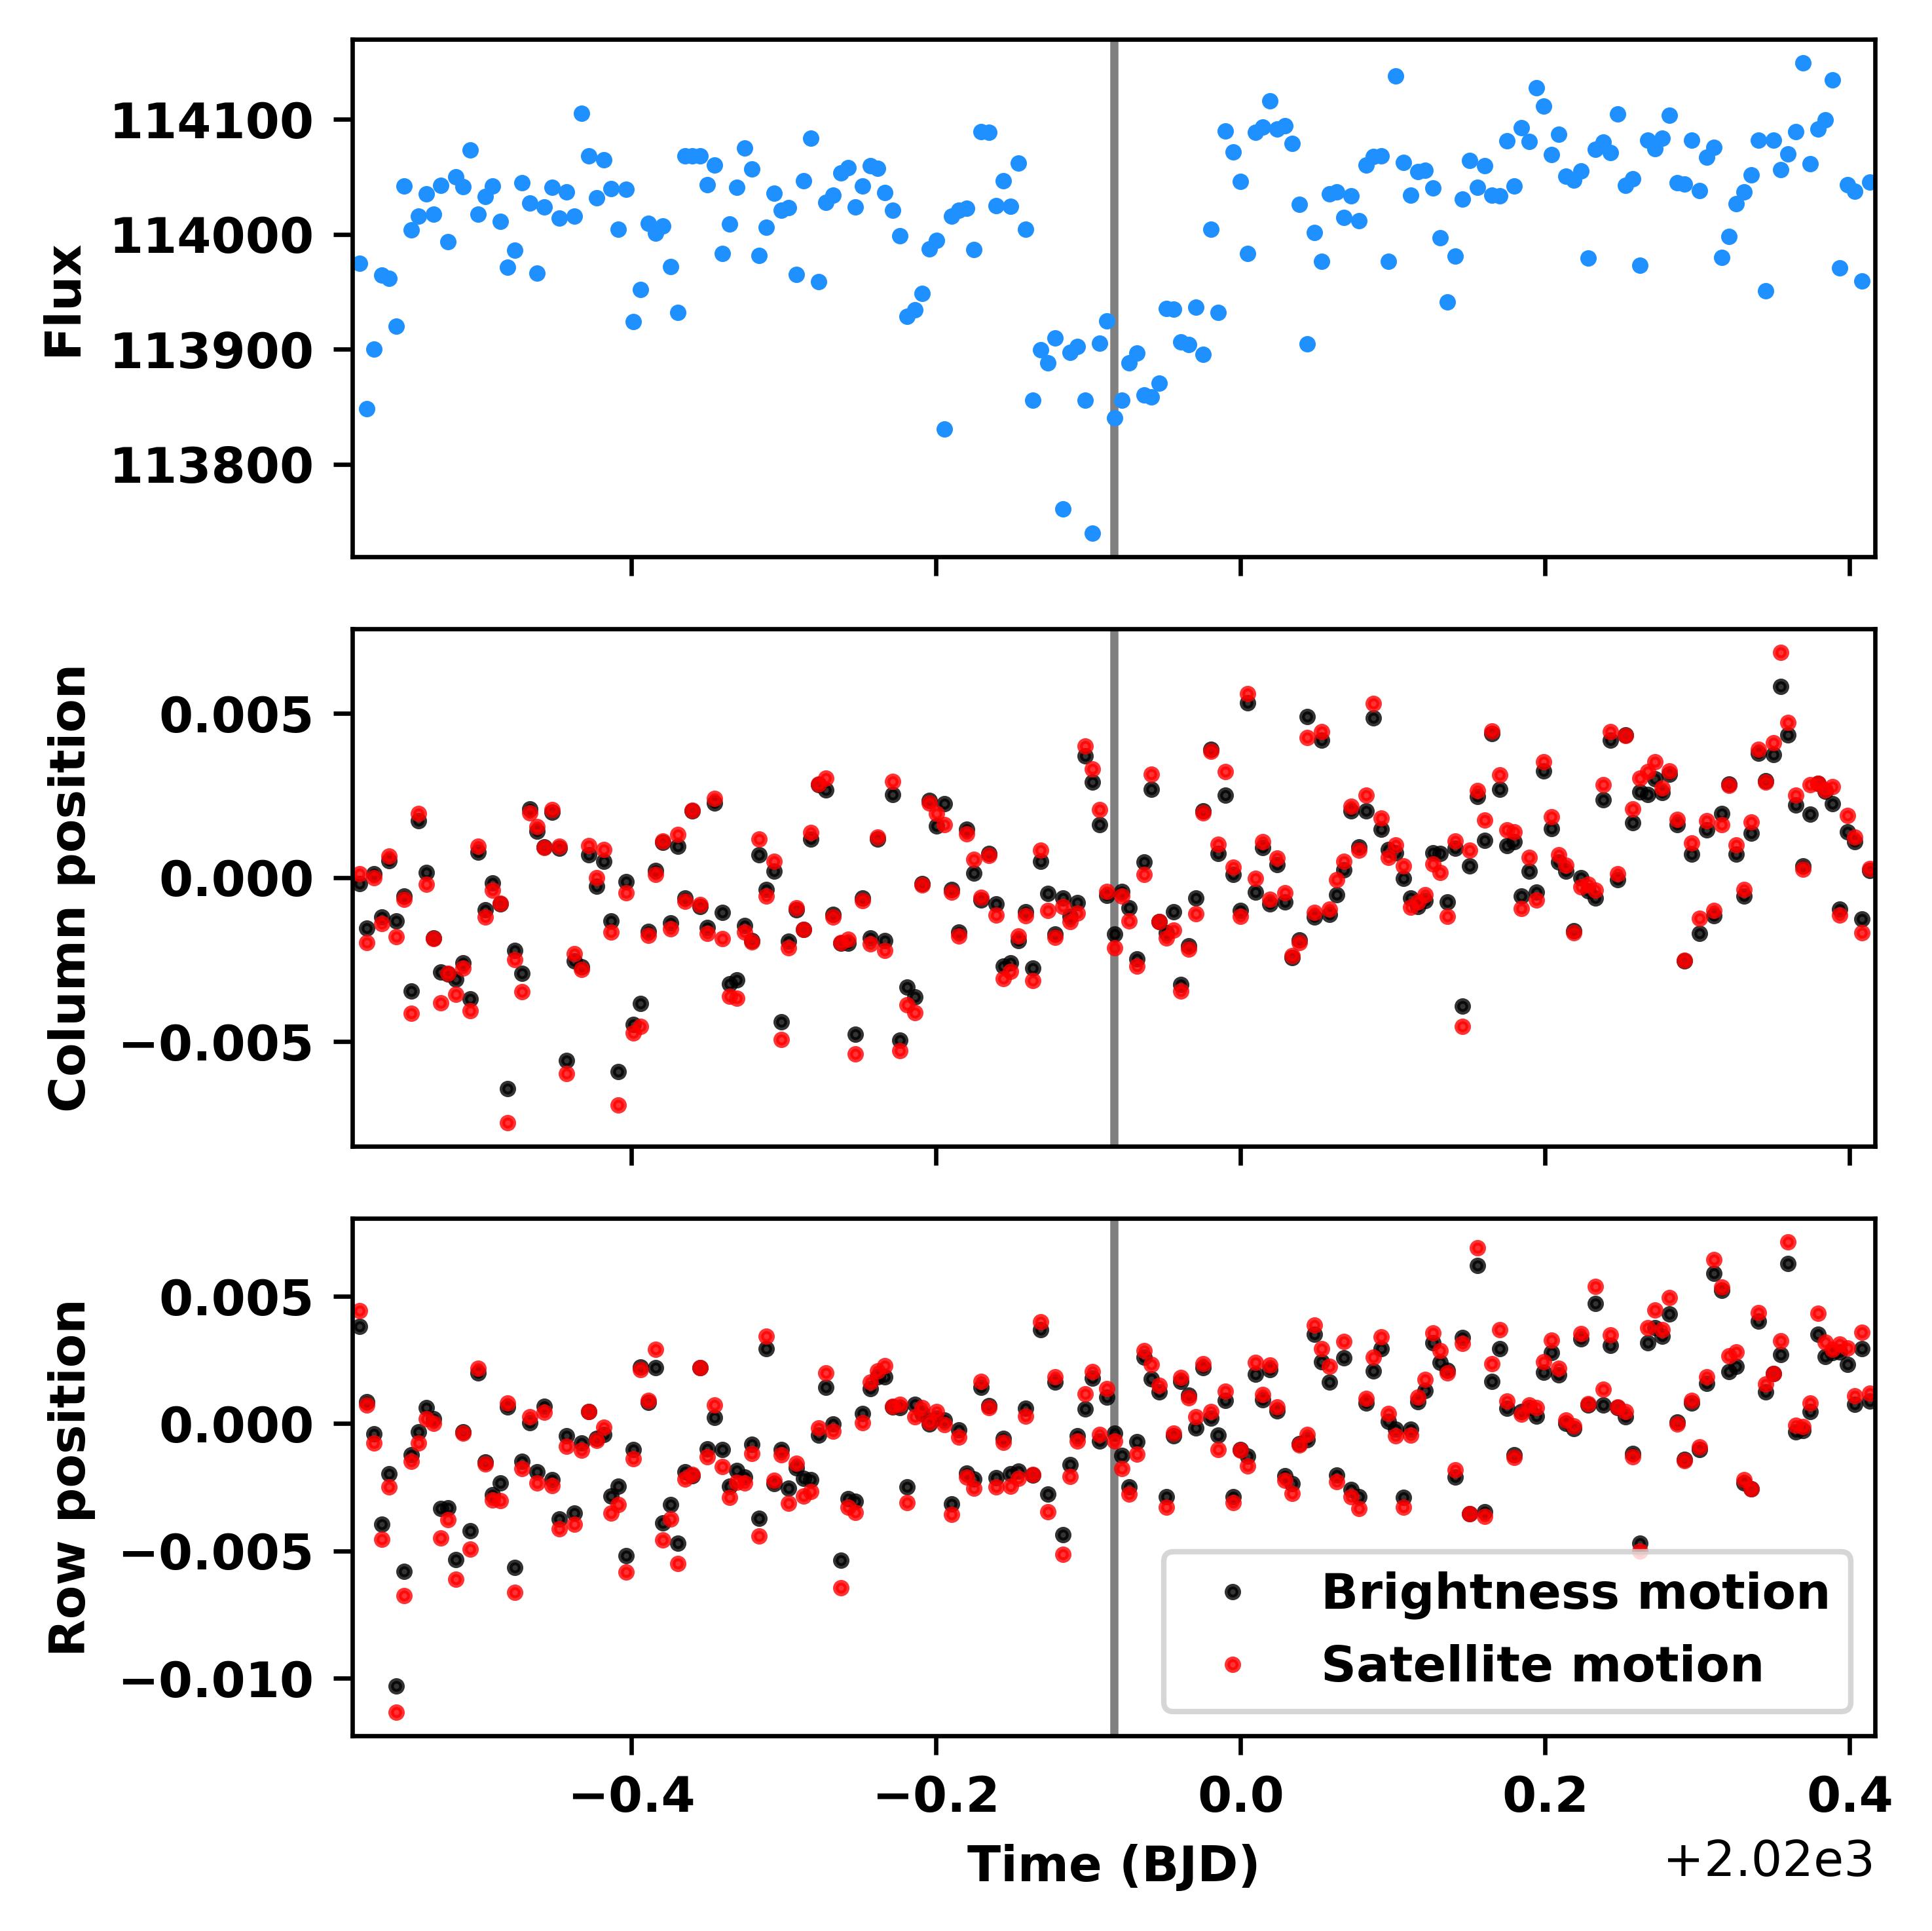 114100
114000
113900
113800
Flux
0.005
0.000
−0.005
Column position
0.005
0.000
−0.005
−0.010
Row position
Brightness motion
Satellite motion
−0.4 −0.2 0.0 0.2 0.4
Time (BJD)
+2.02e3